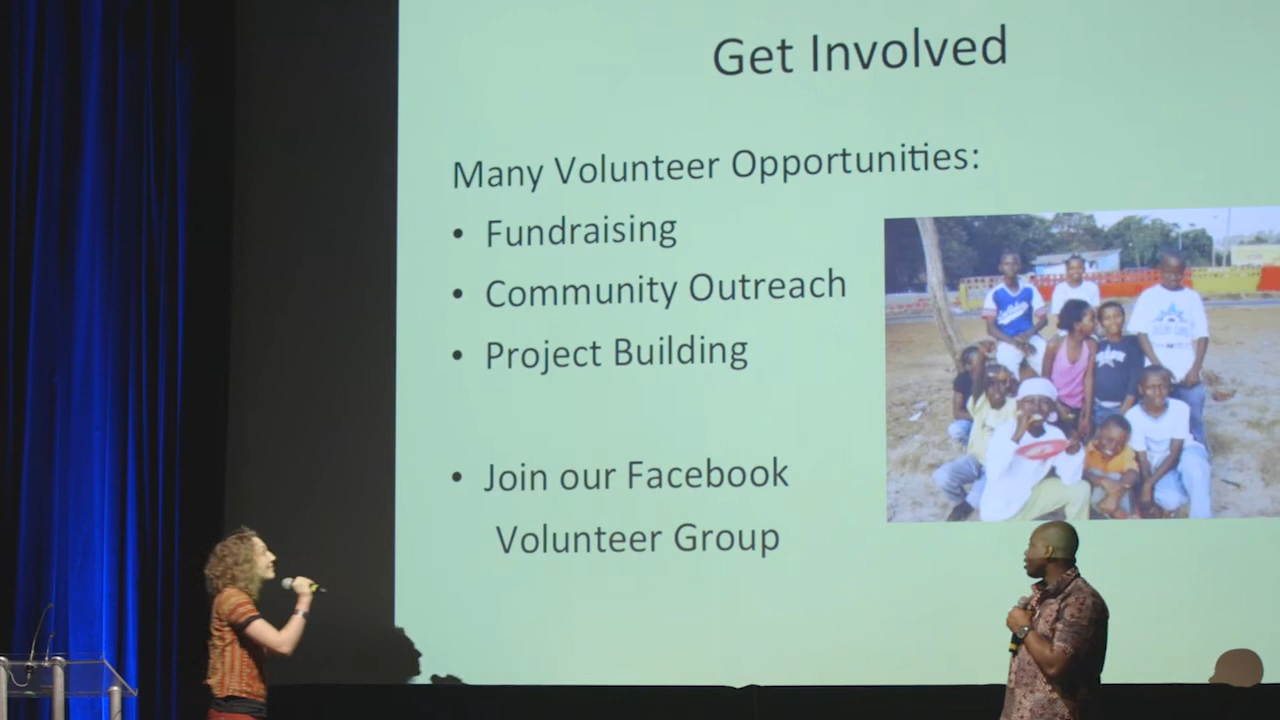 Get Involved
Many Volunteer Opportunities:
• Fundraising
• Community Outreach
• Project Building
• Join our Facebook
Volunteer Group